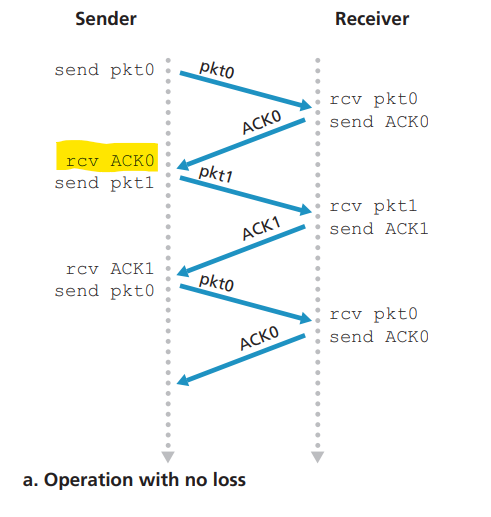 Sender Receiver
send pkt0
pkt0
rcv pkt0
send ACK0
ACK0
rcv ACK0
send pkt1
pkt1
rcv pkt1
send ACK1
ACK1
rcv ACK1
send pkt0
pkt0
rcv pkt0
send ACK0
ACK0
a. Operation with no loss